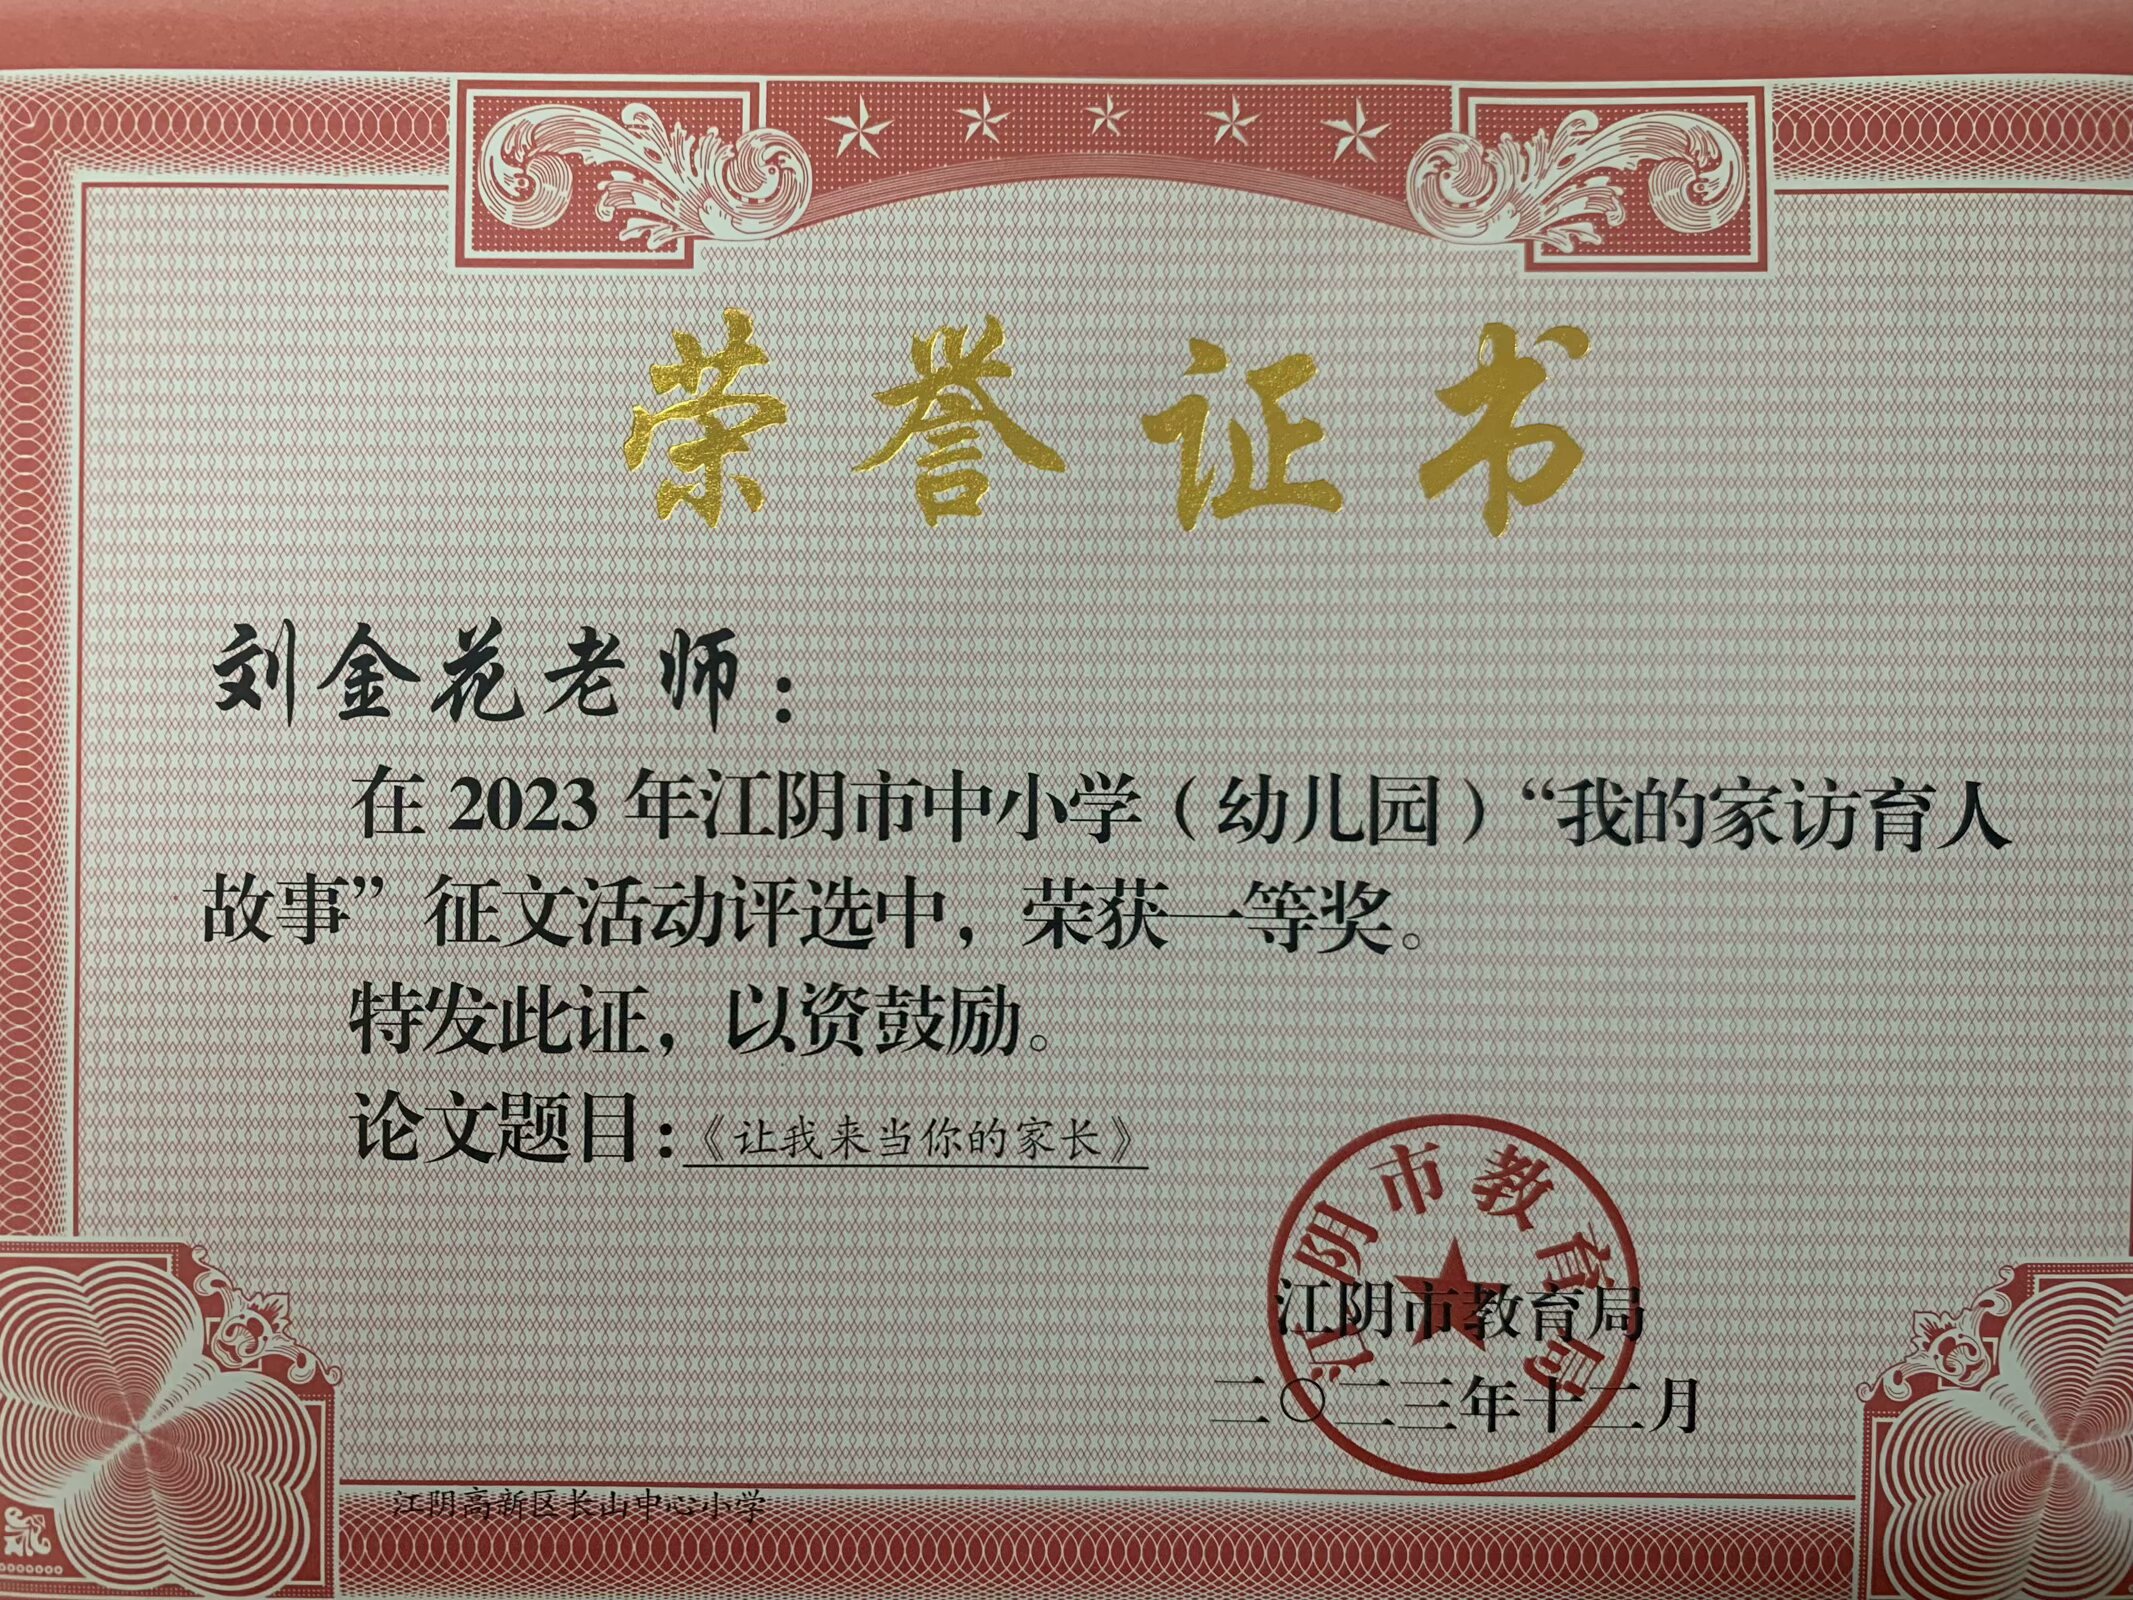 荣誉证书
刘金花老师：
在 2023 年江阴市中小学（幼儿园）“我的家访育人
故事”征文活动评选中，荣获一等奖。
特发此证，以资鼓励。
论文题目：《让我来当你的家长》
江阴市教育局
江阴市教育局
二〇二三年十二月
江阴高新区长山中心小学